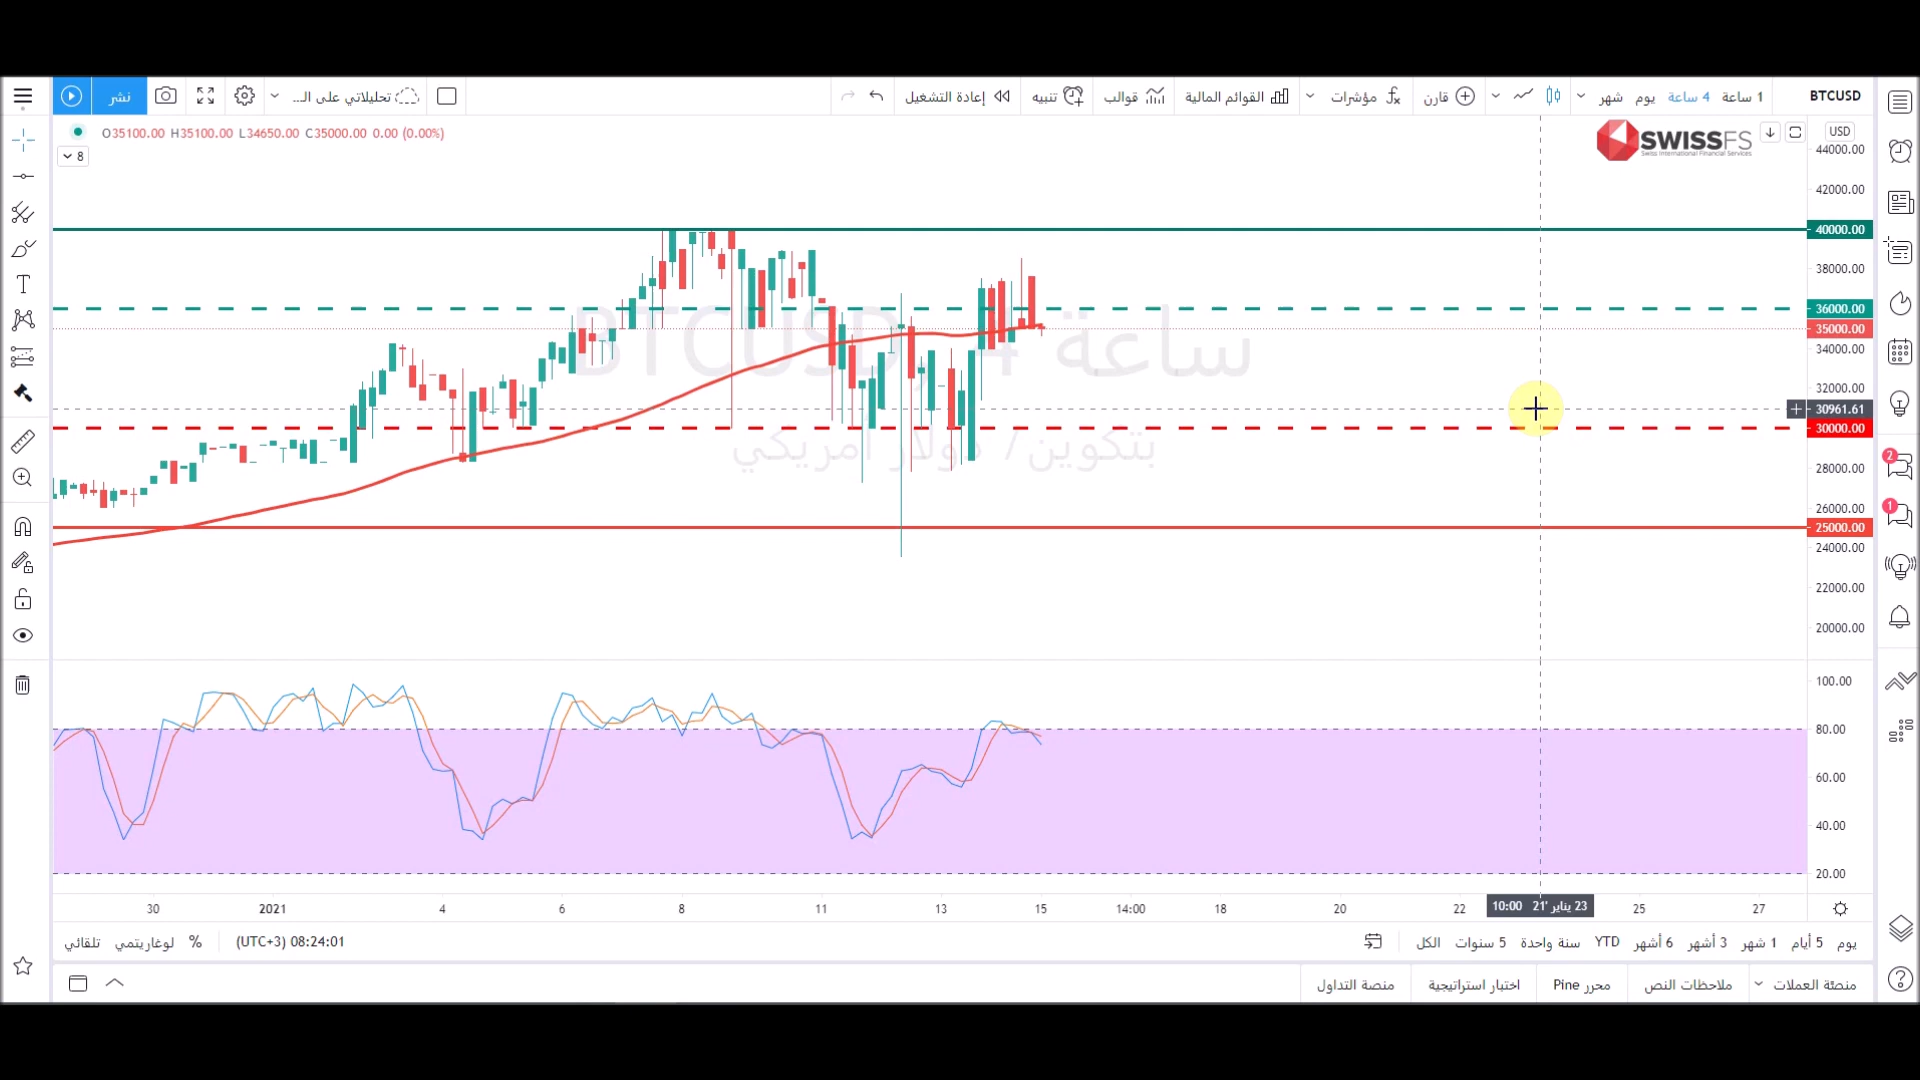 نشر
تحليلاتي على الـ...
إعادة التشغيل
تنبيه
قوالب
القوائم المالية
مؤشرات
قارن
شهر يوم 4 ساعة 1 ساعة
BTCUSD
O35100.00 H35100.00 L34650.00 C35000.00 0.00 (0.00%)
8
SWISSFS
Swiss International Financial Services
USD
44000.00
42000.00
40000.00
38000.00
36000.00
35000.00
34000.00
32000.00
30961.61
30000.00
28000.00
26000.00
25000.00
24000.00
22000.00
20000.00
BTCUSD, 4 ساعة
بتكوين/ دولار أمريكي
100.00
80.00
60.00
40.00
20.00
30 2021 4 6 8 11 13 15 14:00 18 20 22 25 27
23 يناير '21 10:00
2
1
تلقائي
لوغاريتمي
%
08:24:01 (UTC+3)
الكل
5 سنوات
سنة واحدة
YTD
6 أشهر
3 أشهر
1 شهر
5 أيام
يوم
منصة التداول
اختبار استراتيجية
محرر Pine
ملاحظات النص
منصة العملات